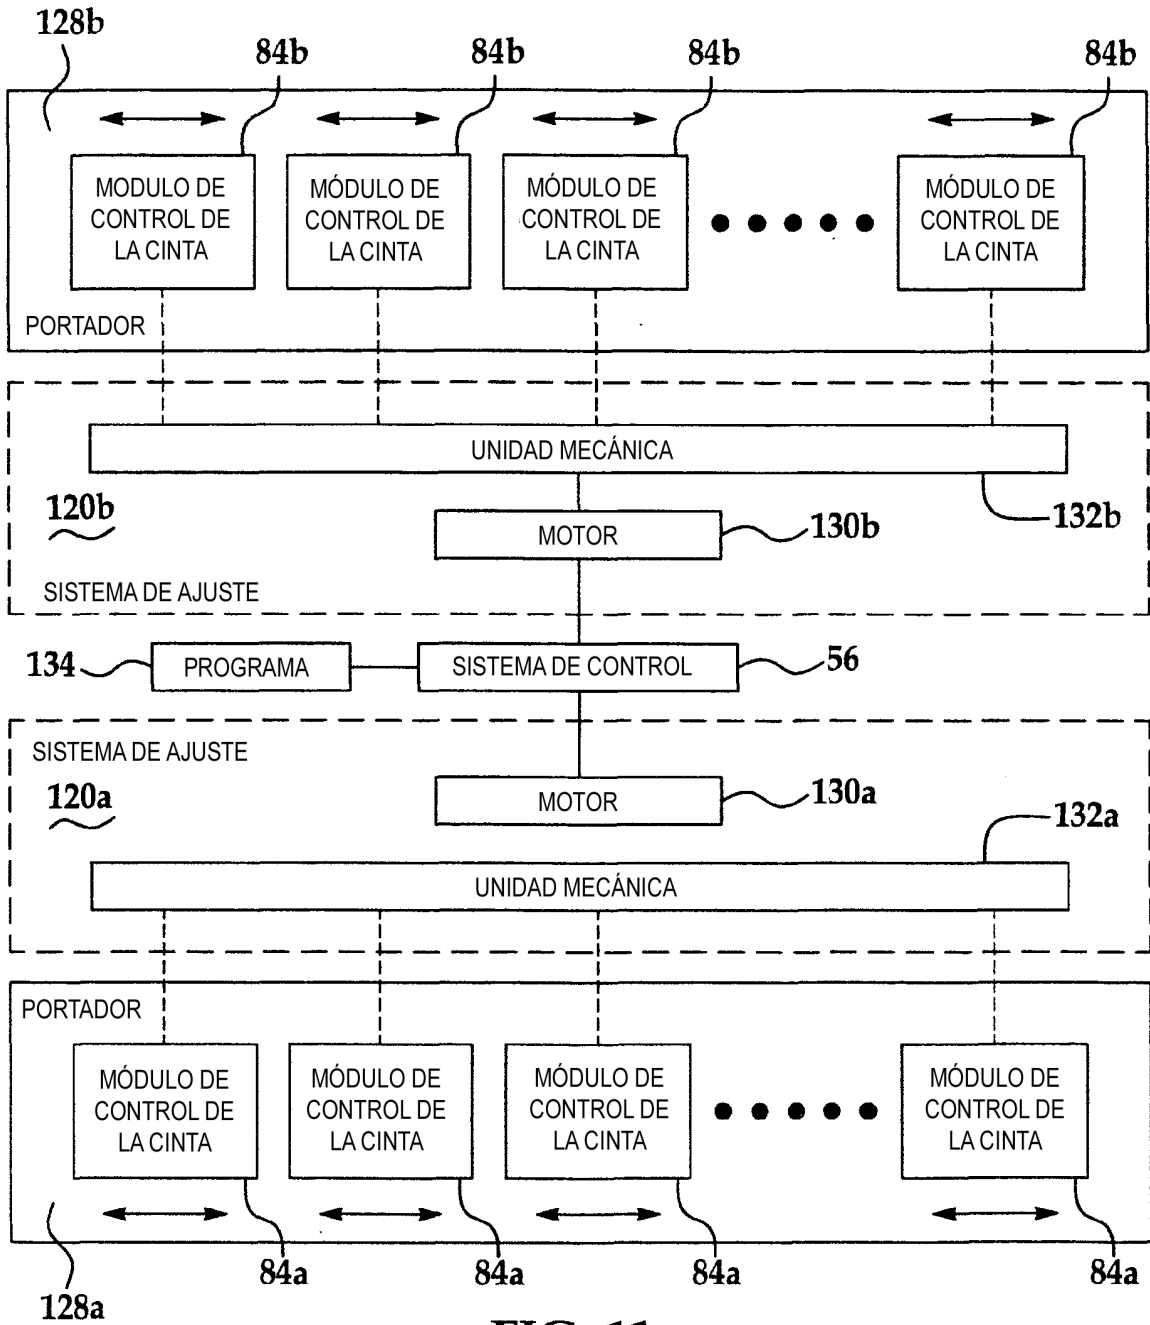 128b
84b 84b 84b 84b
MODULO DE CONTROL DE LA CINTA
MÓDULO DE CONTROL DE LA CINTA
MÓDULO DE CONTROL DE LA CINTA
MÓDULO DE CONTROL DE LA CINTA
PORTADOR
UNIDAD MECÁNICA
120b
132b
MOTOR
130b
SISTEMA DE AJUSTE
134
PROGRAMA
SISTEMA DE CONTROL
56
SISTEMA DE AJUSTE
120a
MOTOR
130a
132a
UNIDAD MECÁNICA
PORTADOR
MÓDULO DE CONTROL DE LA CINTA
MÓDULO DE CONTROL DE LA CINTA
MÓDULO DE CONTROL DE LA CINTA
MÓDULO DE CONTROL DE LA CINTA
84a 84a 84a 84a
128a